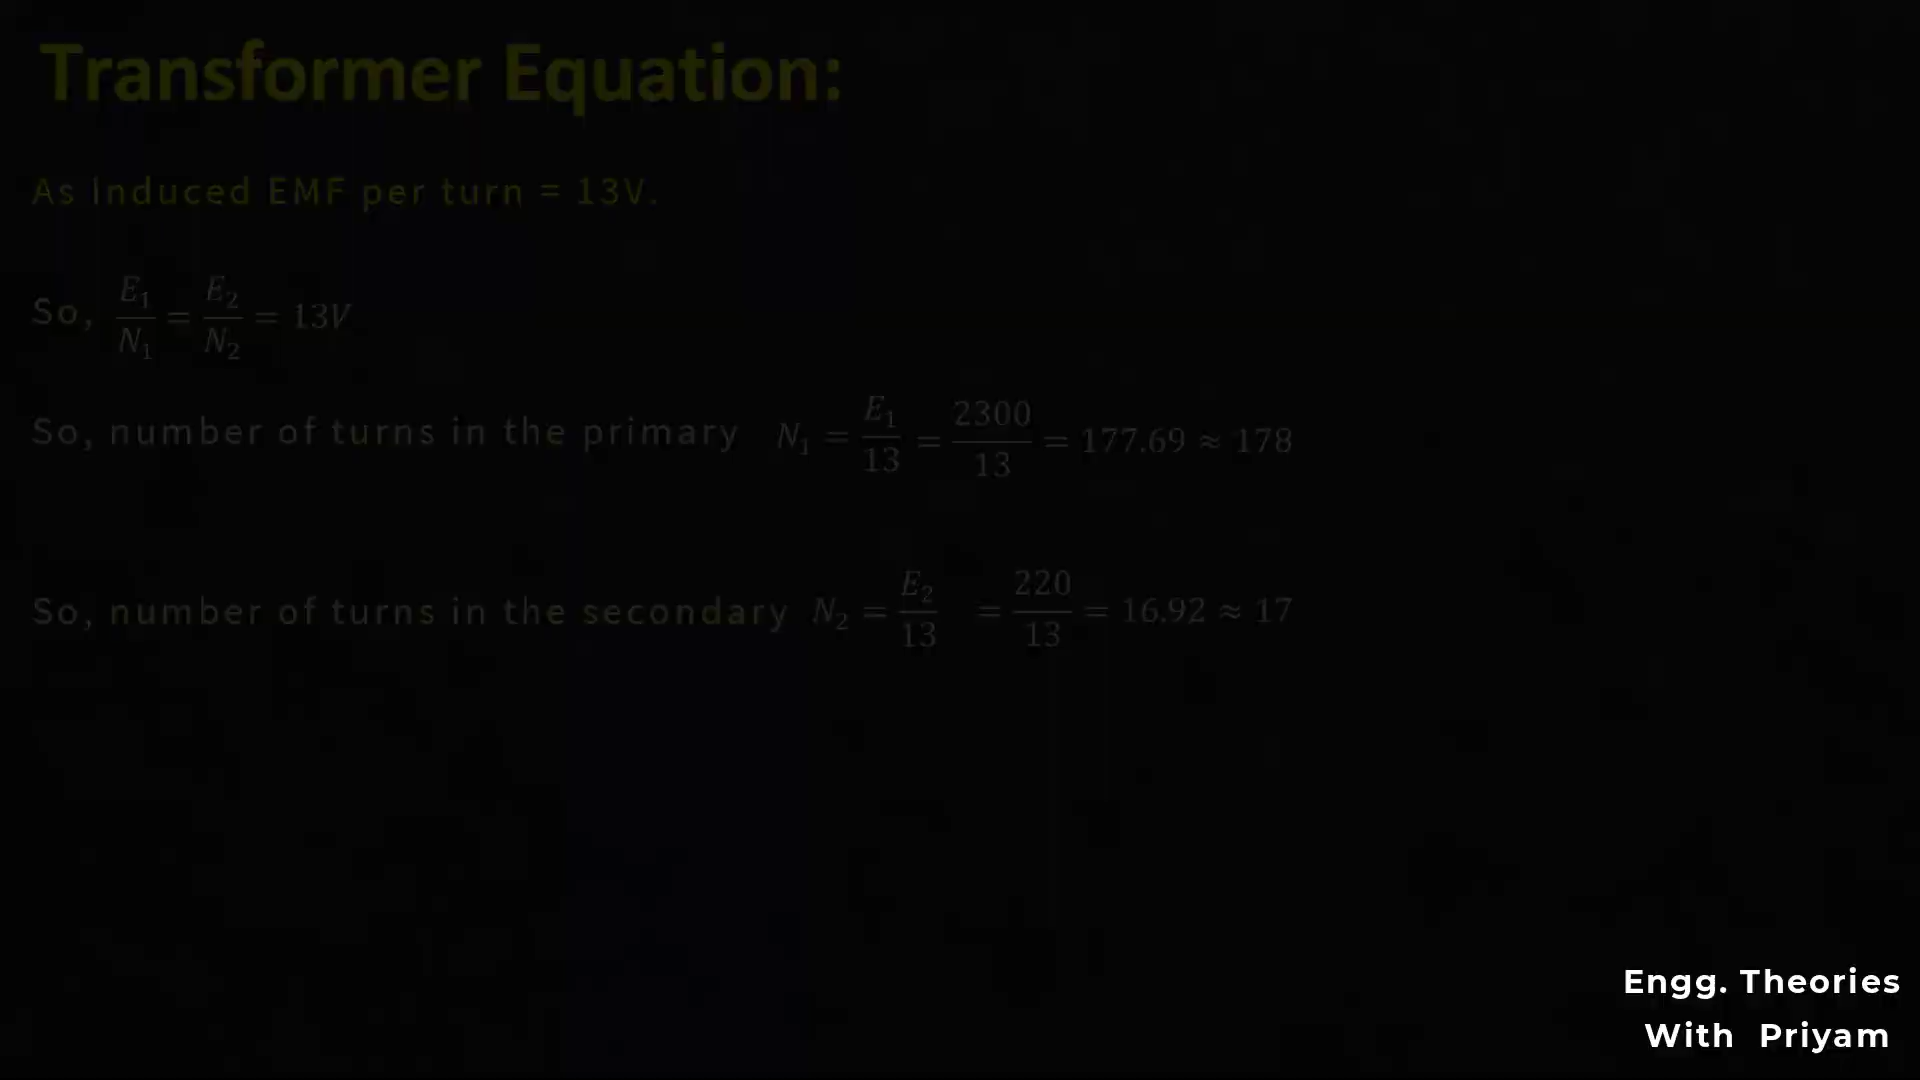 Transformer Equation:
As Induced EMF per turn = 13V.
So, E₁/N₁ = E₂/N₂ = 13V
So, number of turns in the primary N₁ = E₁/13 = 2300/13 = 177.69 ≈ 178
So, number of turns in the secondary N₂ = E₂/13 = 220/13 = 16.92 ≈ 17
Engg. Theories
With Priyam